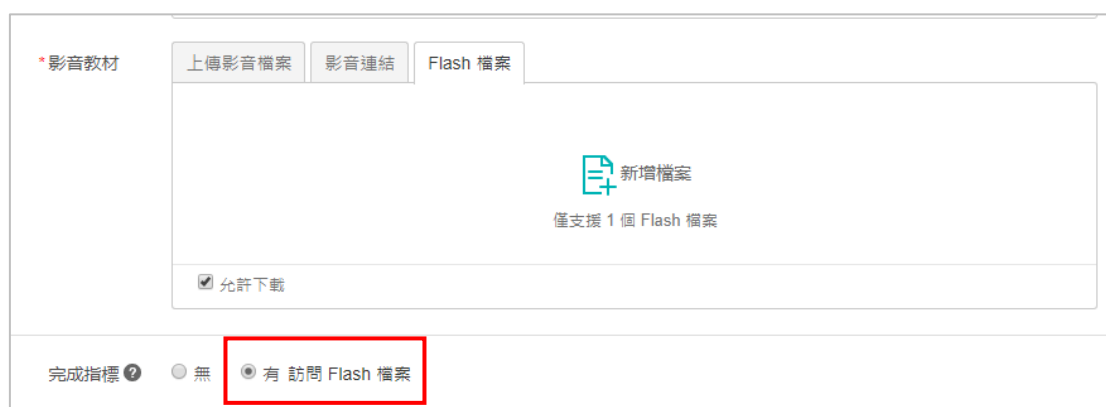 *影音教材 上傳影音檔案 影音連結 Flash 檔案
新增檔案
僅支援 1 個 Flash 檔案
允許下載
完成指標 ? 無 有 訪問 Flash 檔案